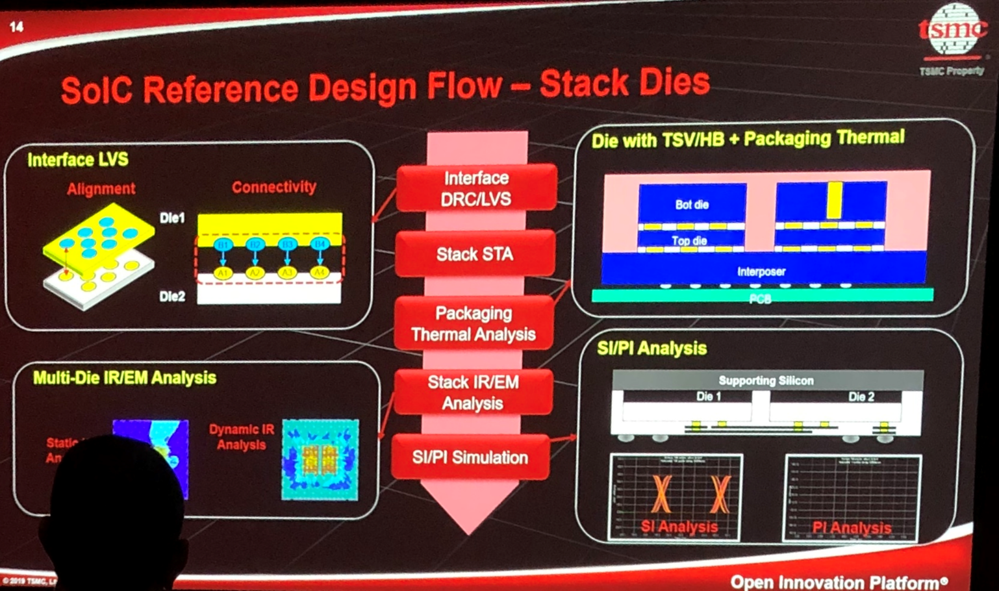 14
tsmc
TSMC Property
SoIC Reference Design Flow – Stack Dies
Interface LVS
Alignment
Connectivity
Die1
B1 B2 B3 B4
A1 A2 A3 A4
Die2
Interface
DRC/LVS
Stack STA
Packaging
Thermal Analysis
Stack IR/EM
Analysis
SI/PI Simulation
Die with TSV/HB + Packaging Thermal
Bot die
Top die
Interposer
PCB
Multi-Die IR/EM Analysis
Static
An
Dynamic IR
Analysis
SI/PI Analysis
Supporting Silicon
Die 1
Die 2
SI Analysis
PI Analysis
© 2019 TSMC,
Open Innovation Platform®